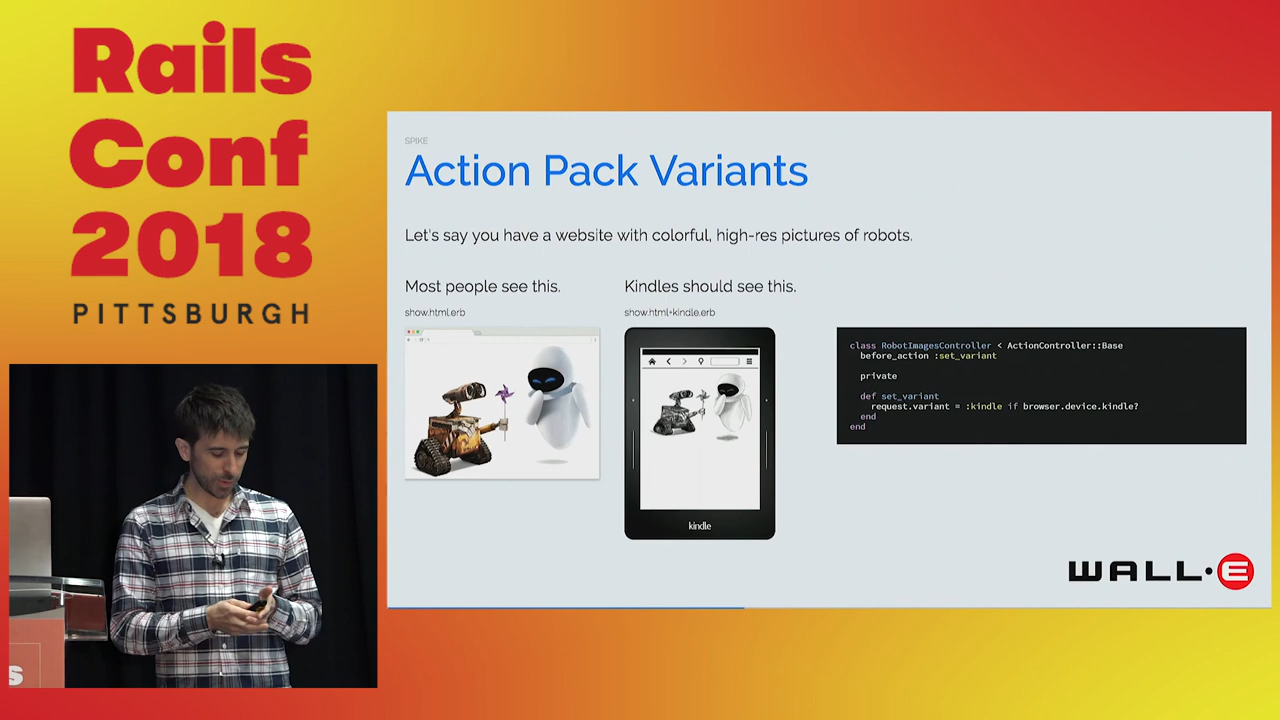 Rails
Conf
2018
PITTSBURGH
SPIKE
Action Pack Variants
Let's say you have a website with colorful, high-res pictures of robots.
Most people see this.
show.html.erb
Kindles should see this.
show.html+kindle.erb
kindle
class RobotImagesController < ActionController::Base
before_action :set_variant
private
def set_variant
request.variant = :kindle if browser.device.kindle?
end
end
WALL·E
s